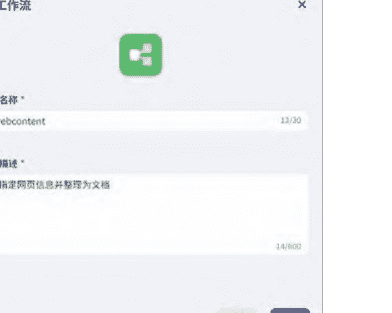 工作流
名称 *
ebcontent
12/30
描述 *
指定网页信息并整理为文档
14/600